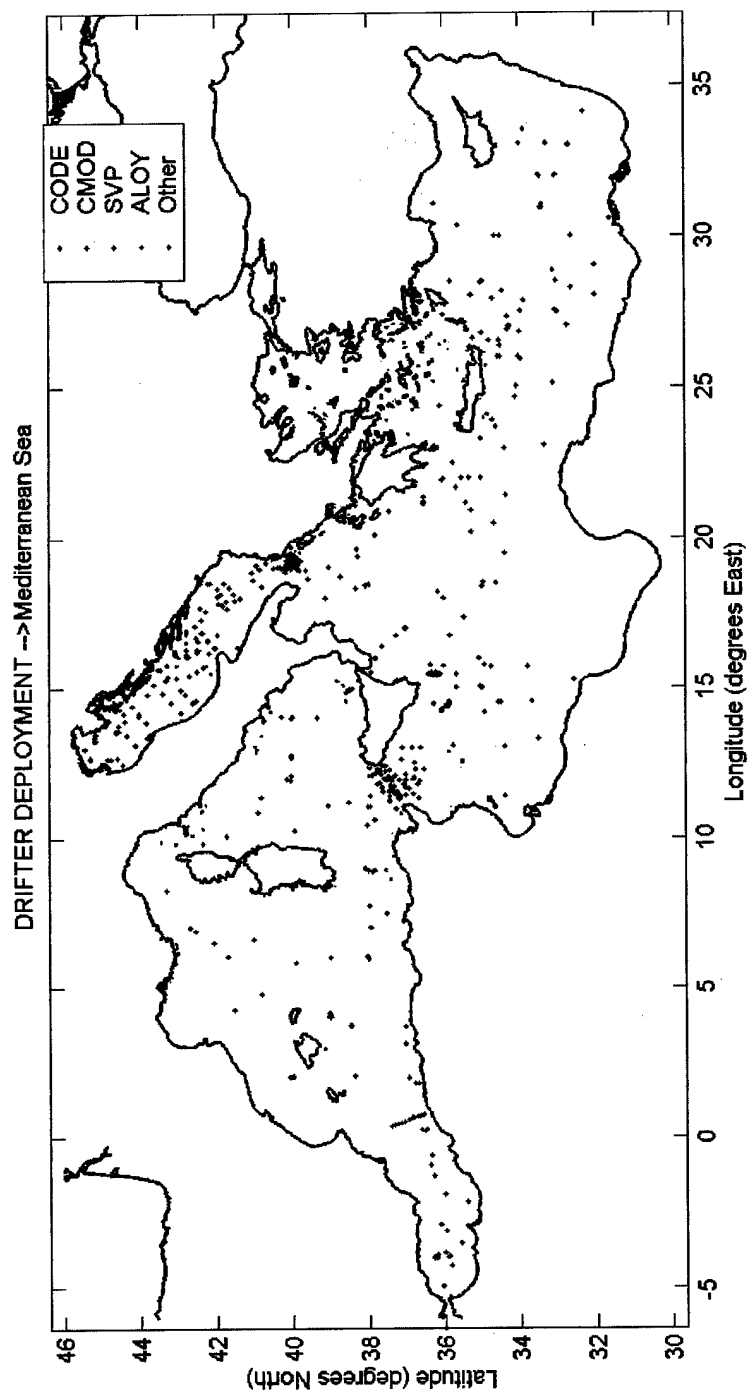 DRIFTER DEPLOYMENT -->Mediterranean Sea
CODE
CMOD
SVP
ALOY
Other
Latitude (degrees North)
46
44
42
40
38
36
34
32
30
-5
0
5
10
15
20
25
30
35
Longitude (degrees East)